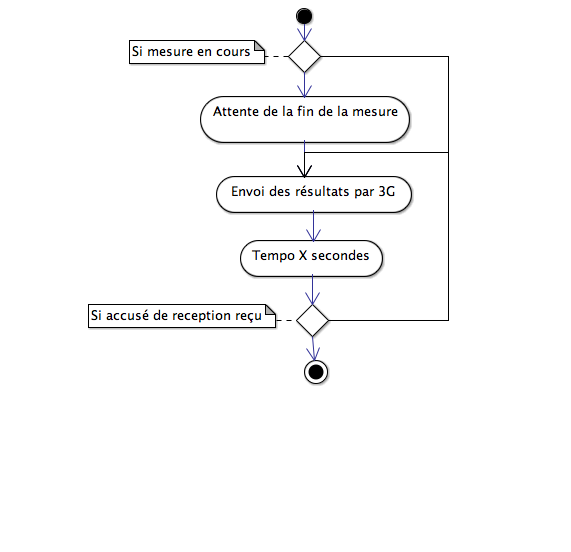 Si mesure en cours
Attente de la fin de la mesure
Envoi des résultats par 3G
Tempo X secondes
Si accusé de reception reçu